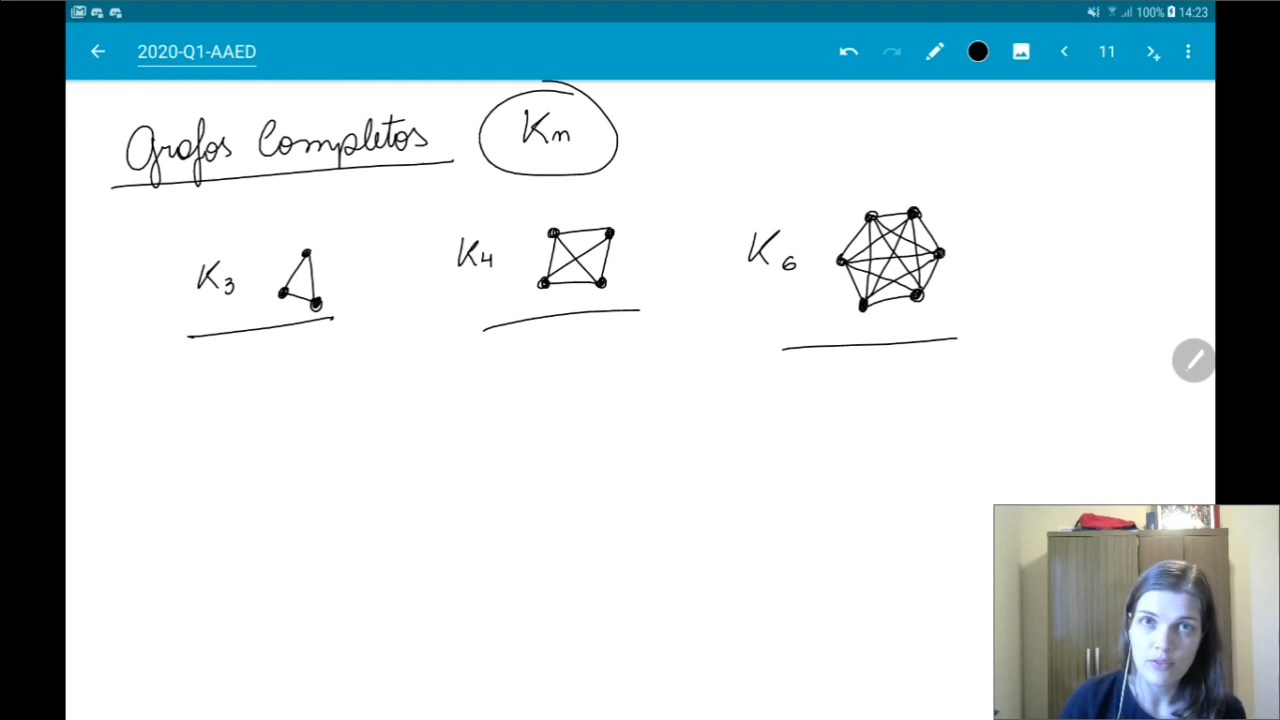 100% 14:23
2020-Q1-AAED
11
Grafos Completos Kn
K3 K4 K6